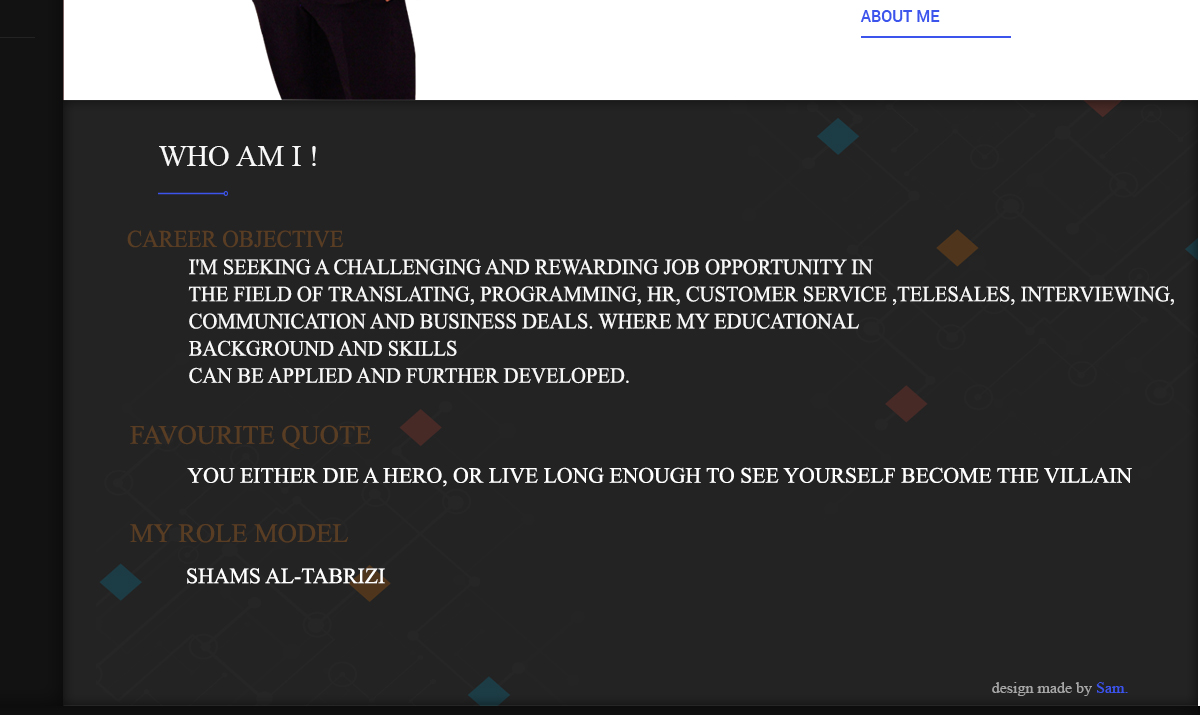 ABOUT ME
WHO AM I !
CAREER OBJECTIVE
I'M SEEKING A CHALLENGING AND REWARDING JOB OPPORTUNITY IN
THE FIELD OF TRANSLATING, PROGRAMMING, HR, CUSTOMER SERVICE ,TELESALES, INTERVIEWING,
COMMUNICATION AND BUSINESS DEALS. WHERE MY EDUCATIONAL
BACKGROUND AND SKILLS
CAN BE APPLIED AND FURTHER DEVELOPED.
FAVOURITE QUOTE
YOU EITHER DIE A HERO, OR LIVE LONG ENOUGH TO SEE YOURSELF BECOME THE VILLAIN
MY ROLE MODEL
SHAMS AL-TABRIZI
design made by Sam.